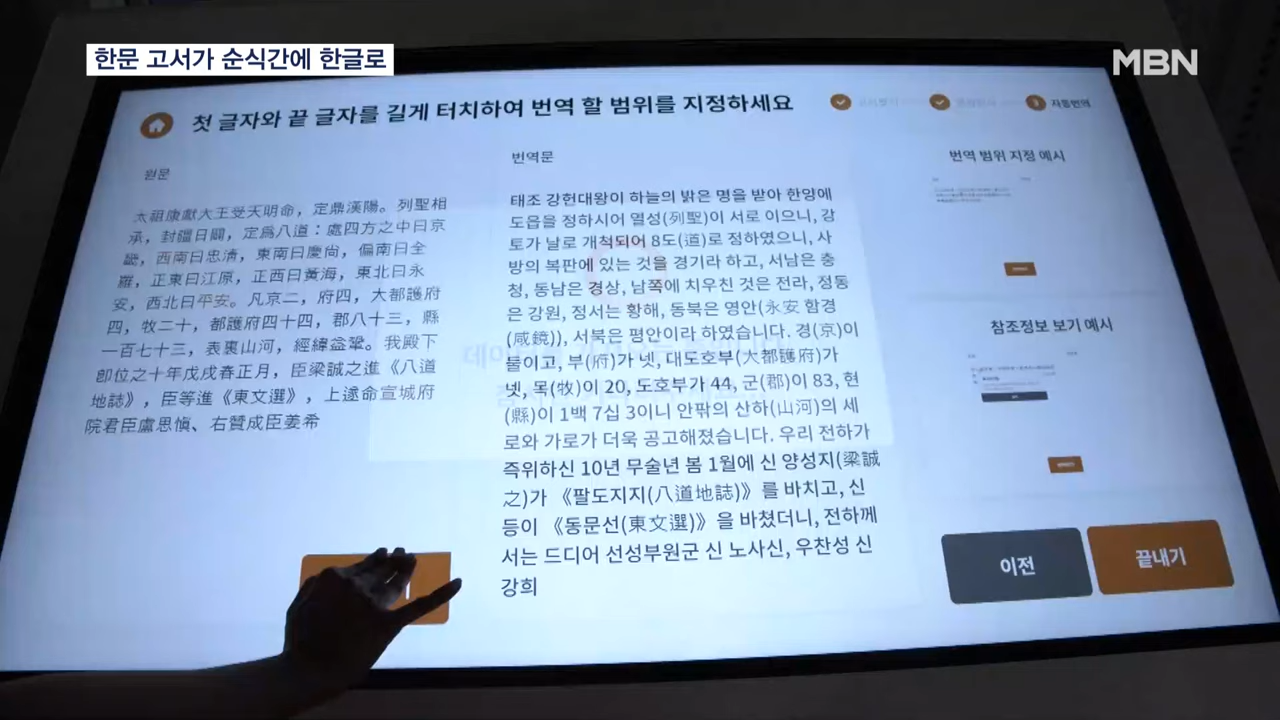 한문 고서가 순식간에 한글로
MBN
첫 글자와 끝 글자를 길게 터치하여 번역 할 범위를 지정하세요
자동번역
원문
太祖康獻大王受天明命，定鼎漢陽。列聖相
承，封疆日闢，定爲八道：處四方之中曰京
畿，西南曰忠淸，東南曰慶尙，偏南曰全
羅，正東曰江原，正西曰黃海，東北曰永
安，西北曰平安。凡京二，府四，大都護府
四，牧二十，都護府四十四，郡八十三，縣
一百七十三，表裏山河，經緯益鞏。我殿下
卽位之十年戊戌春正月，臣梁誠之進《八道
地誌》，臣等進《東文選》，上遂命宣城府
院君臣盧思愼、右贊成臣姜希
번역문
태조 강헌대왕이 하늘의 밝은 명을 받아 한양에
도읍을 정하시어 열성(列聖)이 서로 이으니, 강
토가 날로 개척되어 8도(道)로 정하였으니, 사
방의 복판에 있는 것을 경기라 하고, 서남은 충
청, 동남은 경상, 남쪽에 치우친 것은 전라, 정동
은 강원, 정서는 황해, 동북은 영안(永安 함경
(咸鏡)), 서북은 평안이라 하였습니다. 경(京)이
불이고, 부(府)가 넷, 대도호부(大都護府)가
넷, 목(牧)이 20, 도호부가 44, 군(郡)이 83, 현
(縣)이 1백 7십 3이니 안팎의 산하(山河)의 세
로와 가로가 더욱 공고해졌습니다. 우리 전하가
즉위하신 10년 무술년 봄 1월에 신 양성지(梁誠
之)가 《팔도지지(八道地誌)》를 바치고, 신
등이 《동문선(東文選)》을 바쳤더니, 전하께
서는 드디어 선성부원군 신 노사신, 우찬성 신
강희
번역 범위 지정 예시
참조정보 보기 예시
이전
끝내기